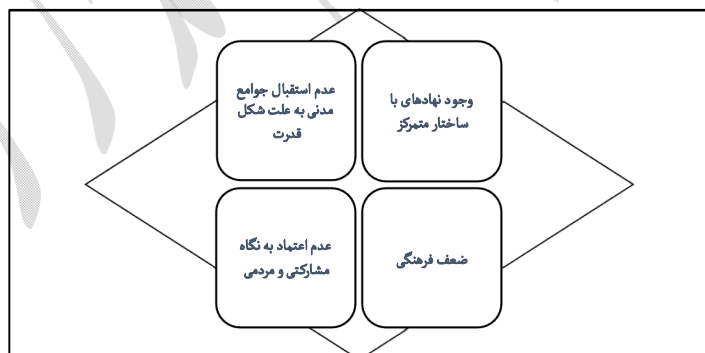 وجود نهادهای با
ساختار متمرکز
عدم استقبال جوامع
مدنی به علت شکل
قدرت
ضعف فرهنگی
عدم اعتماد به نگاه
مشارکتی و مردمی